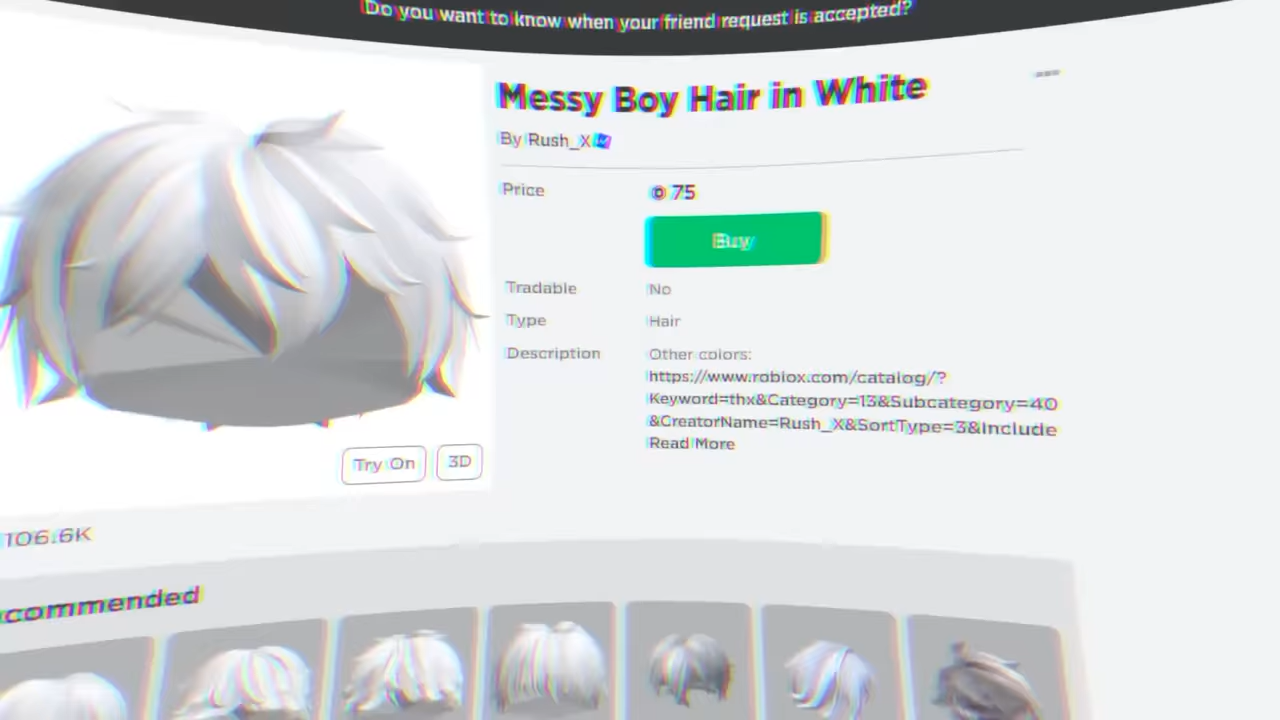 Do you want to know when your friend request is accepted?
Messy Boy Hair in White
By Rush_X
Price
75
Buy
Tradable
No
Type
Hair
Description
Other colors:
https://www.roblox.com/catalog/?
Keyword=thx&Category=13&Subcategory=40
&CreatorName=Rush_X&SortType=3&Include
Read More
Try On
3D
106.6K
commended